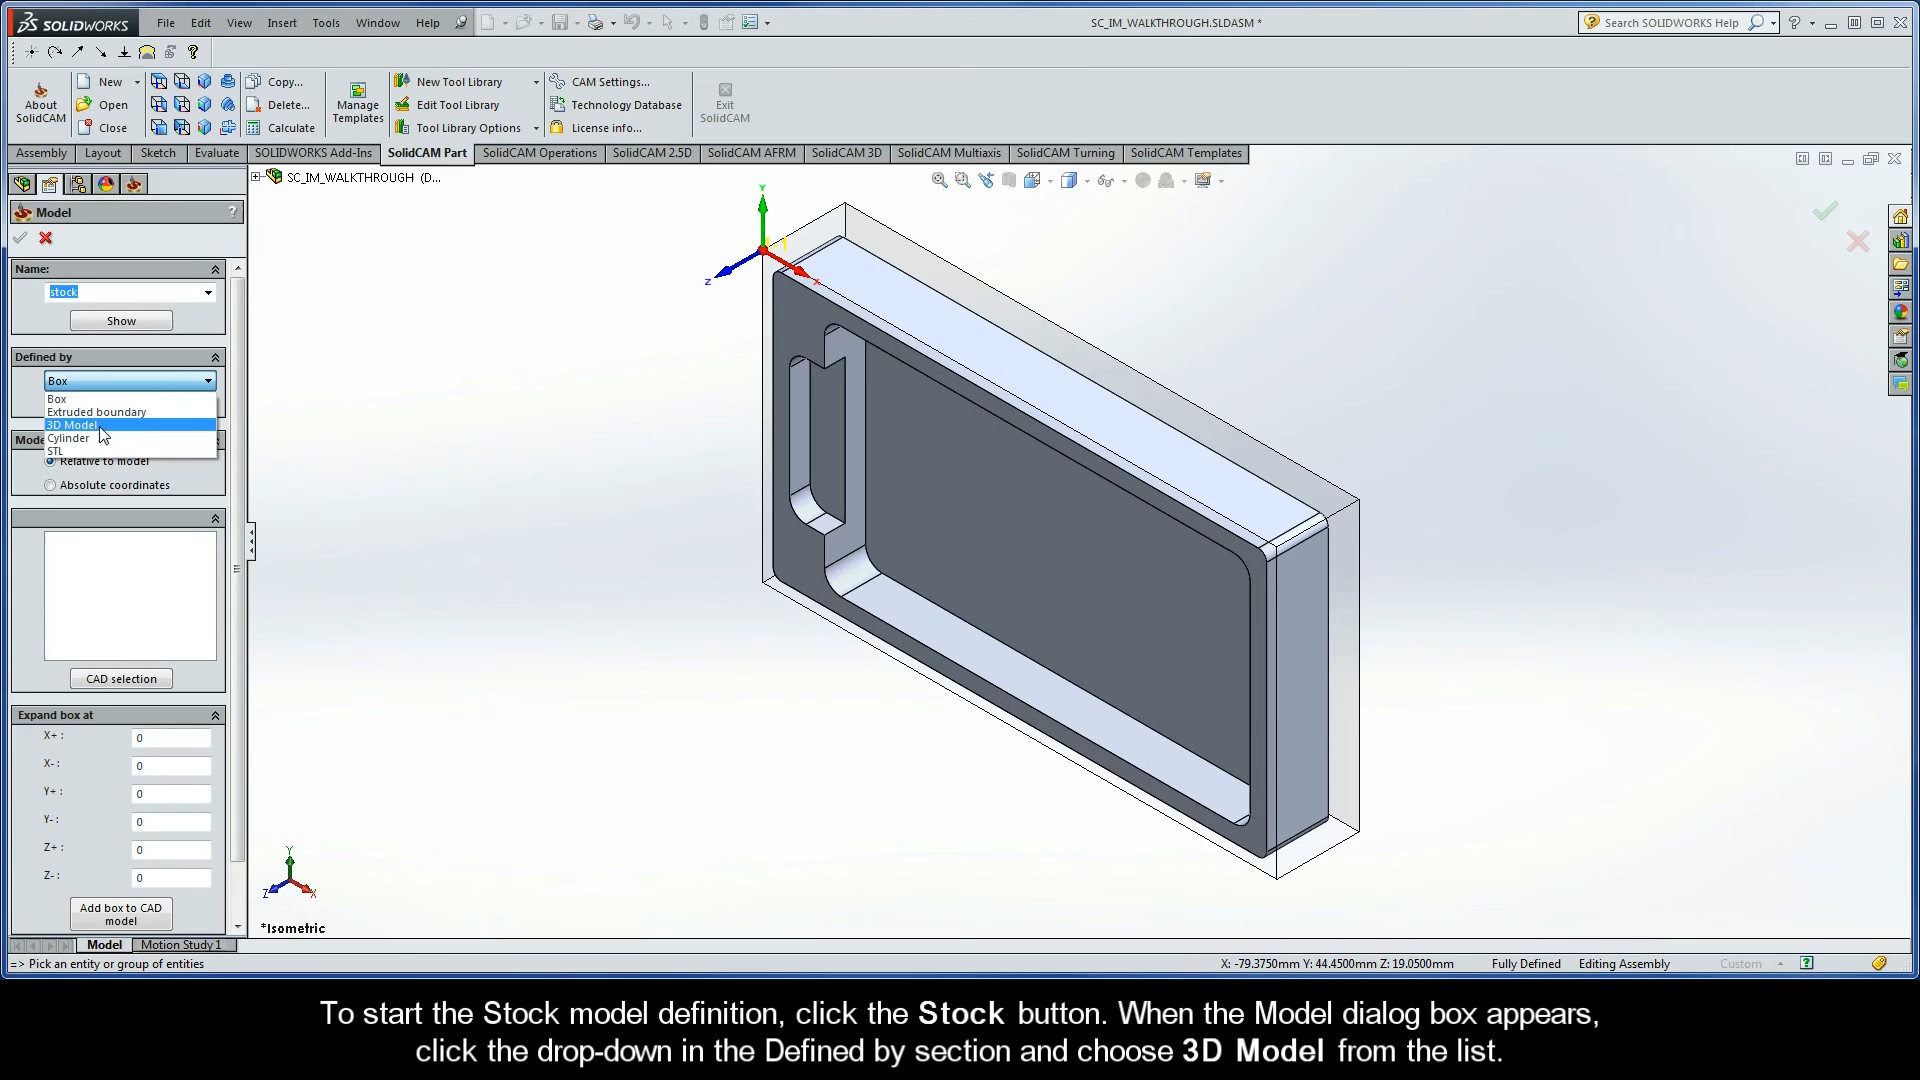 SOLIDWORKS File Edit View Insert Tools Window Help SC_IM_WALKTHROUGH.SLDASM * Search SOLIDWORKS Help
About SolidCAM
New
Open
Close
Copy...
Delete...
Calculate
Manage Templates
New Tool Library
Edit Tool Library
Tool Library Options
CAM Settings...
Technology Database
License info...
Exit SolidCAM
Assembly Layout Sketch Evaluate SOLIDWORKS Add-Ins SolidCAM Part SolidCAM Operations SolidCAM 2.5D SolidCAM AFRM SolidCAM 3D SolidCAM Multiaxis SolidCAM Turning SolidCAM Templates
SC_IM_WALKTHROUGH (D...
Model ?
Name:
stock
Show
Defined by
Box
Box
Extruded boundary
3D Model
Cylinder
STL
Relative to model
Absolute coordinates
CAD selection
Expand box at
X+ : 0
X- : 0
Y+ : 0
Y- : 0
Z+ : 0
Z- : 0
Add box to CAD model
Y
Z
X
Y
Z
X
*Isometric
Model Motion Study 1
=> Pick an entity or group of entities X: -79.3750mm Y: 44.4500mm Z: 19.0500mm Fully Defined Editing Assembly Custom
To start the Stock model definition, click the Stock button. When the Model dialog box appears,
click the drop-down in the Defined by section and choose 3D Model from the list.